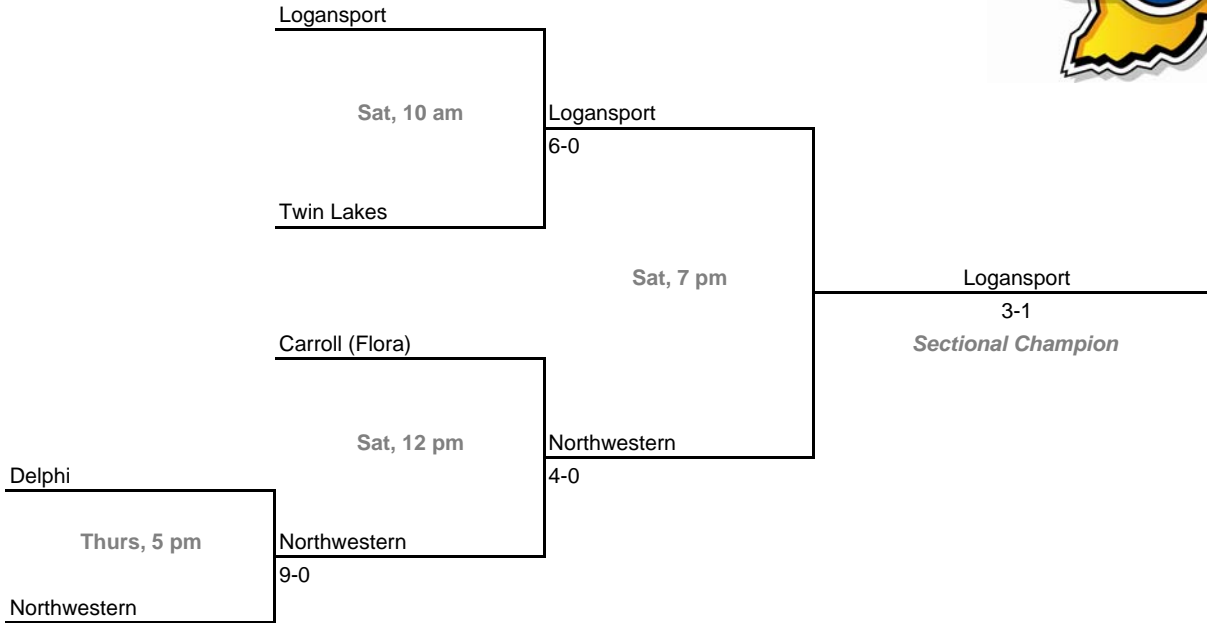 Logansport
Sat, 10 am
Logansport
6-0
Twin Lakes
Sat, 7 pm
Logansport
3-1
Sectional Champion
Carroll (Flora)
Sat, 12 pm
Northwestern
4-0
Delphi
Thurs, 5 pm
Northwestern
9-0
Northwestern